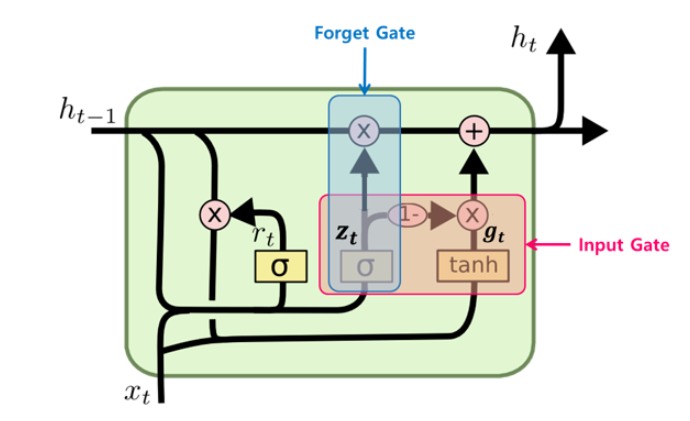 Forget Gate
h_t
h_{t-1}
x
+
x
r_t
z_t
1-
x
g_t
Input Gate
σ
σ
tanh
x_t